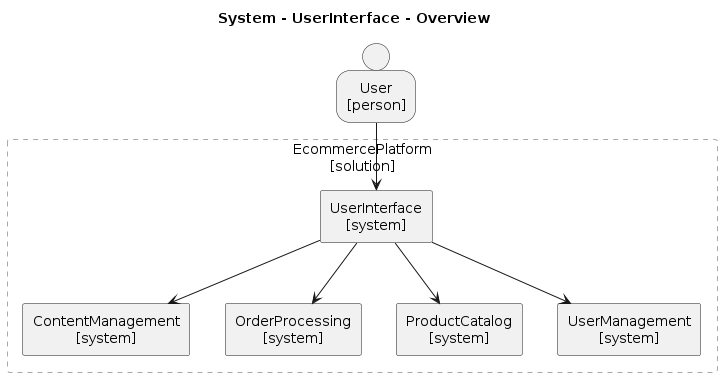 System - UserInterface - Overview
User
[person]
EcommercePlatform
[solution]
UserInterface
[system]
ContentManagement
[system]
OrderProcessing
[system]
ProductCatalog
[system]
UserManagement
[system]